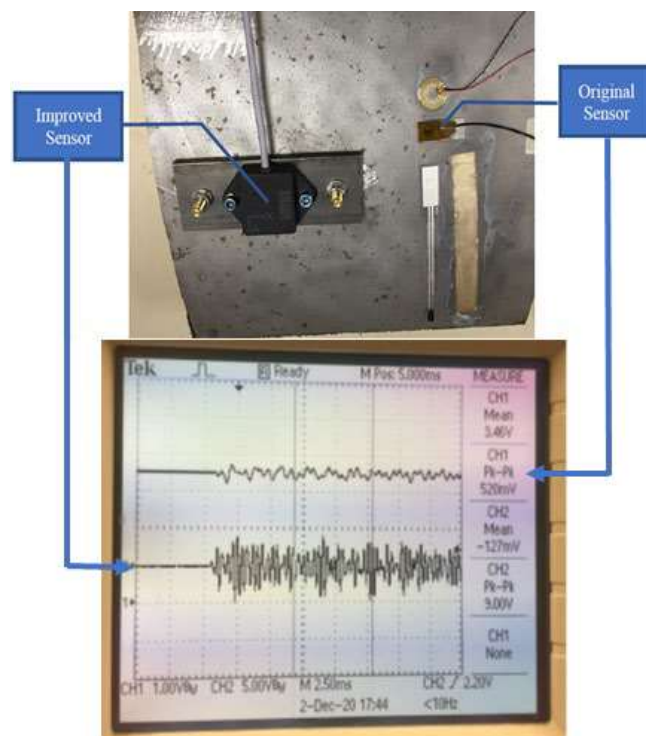 Improved
Sensor
Original
Sensor
Tek
Ready
M Pos: 5.000ms
MEASURE
CH1
Mean
3.46V
CH1
Pk-Pk
520mV
CH2
Mean
-127mV
CH2
Pk-Pk
9.00V
CH1
None
1
CH1 1.00V
CH2 5.00V
M 2.50ms
CH2 / 2.20V
2-Dec-20 17:44
<10Hz